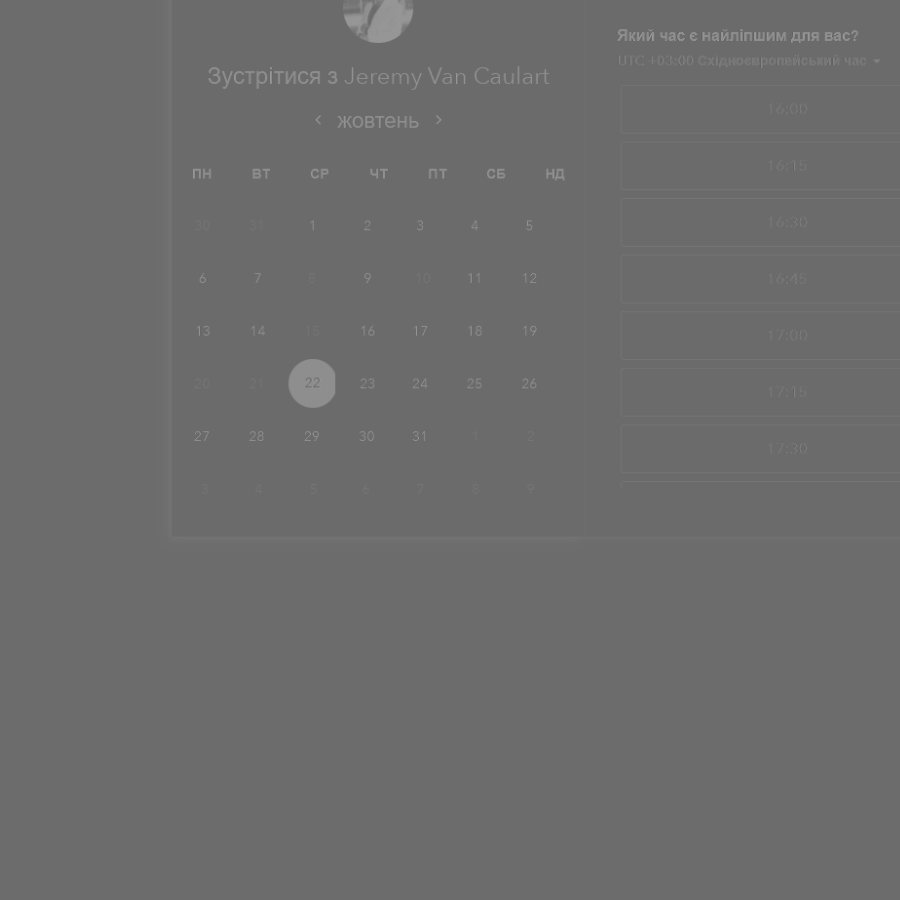 Зустрітися з Jeremy Van Caulart
жовтень
ПН ВТ СР ЧТ ПТ СБ НД
30 31 1 2 3 4 5
6 7 8 9 10 11 12
13 14 15 16 17 18 19
20 21 22 23 24 25 26
27 28 29 30 31 1 2
3 4 5 6 7 8 9
Який час є найліпшим для вас?
UTC +03:00 Східноєвропейський час
16:00
16:15
16:30
16:45
17:00
17:15
17:30